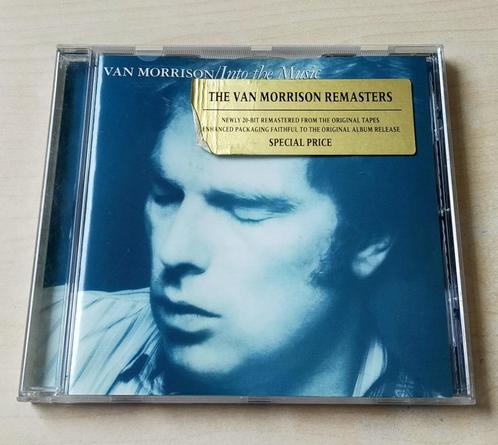 VAN MORRISON/Into the Music
THE VAN MORRISON REMASTERS
NEWLY 20-BIT REMASTERED FROM THE ORIGINAL TAPES
ENHANCED PACKAGING FAITHFUL TO THE ORIGINAL ALBUM RELEASE
SPECIAL PRICE